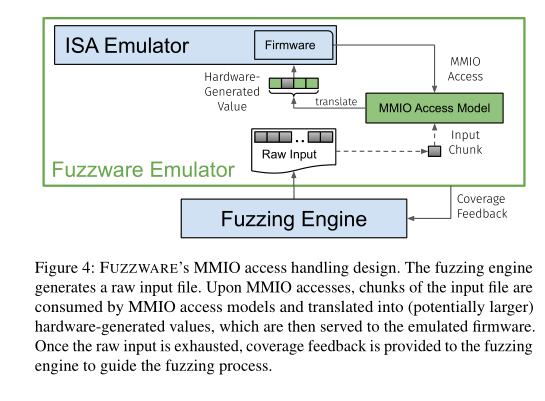 ISA Emulator
Firmware
Hardware-
Generated
Value
translate
MMIO
Access
MMIO Access Model
Raw Input
Input
Chunk
Fuzzware Emulator
Coverage
Feedback
Fuzzing Engine
Figure 4: FUZZWARE's MMIO access handling design. The fuzzing engine
generates a raw input file. Upon MMIO accesses, chunks of the input file are
consumed by MMIO access models and translated into (potentially larger)
hardware-generated values, which are then served to the emulated firmware.
Once the raw input is exhausted, coverage feedback is provided to the fuzzing
engine to guide the fuzzing process.